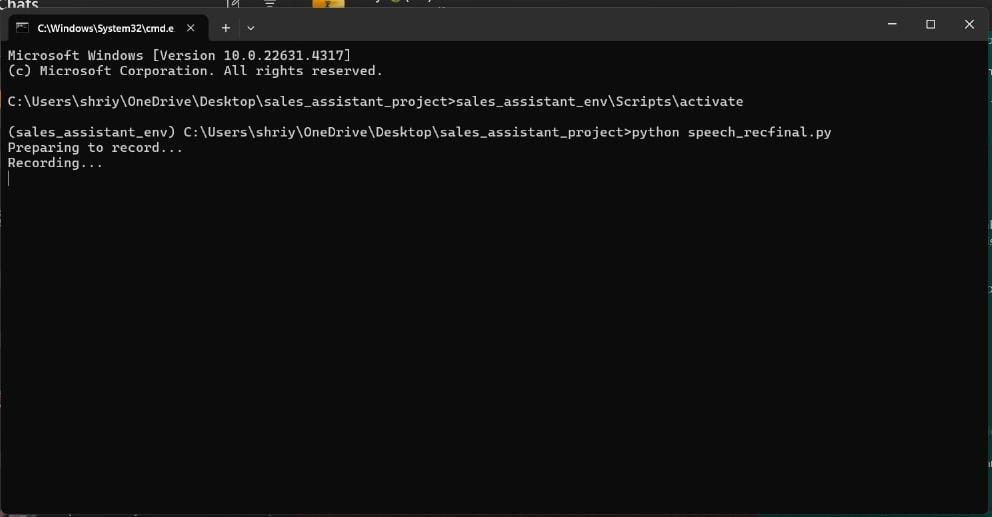 Chats
C:\Windows\System32\cmd.e
Microsoft Windows [Version 10.0.22631.4317]
(c) Microsoft Corporation. All rights reserved.
C:\Users\shriy\OneDrive\Desktop\sales_assistant_project>sales_assistant_env\Scripts\activate
(sales_assistant_env) C:\Users\shriy\OneDrive\Desktop\sales_assistant_project>python speech_recfinal.py
Preparing to record...
Recording...